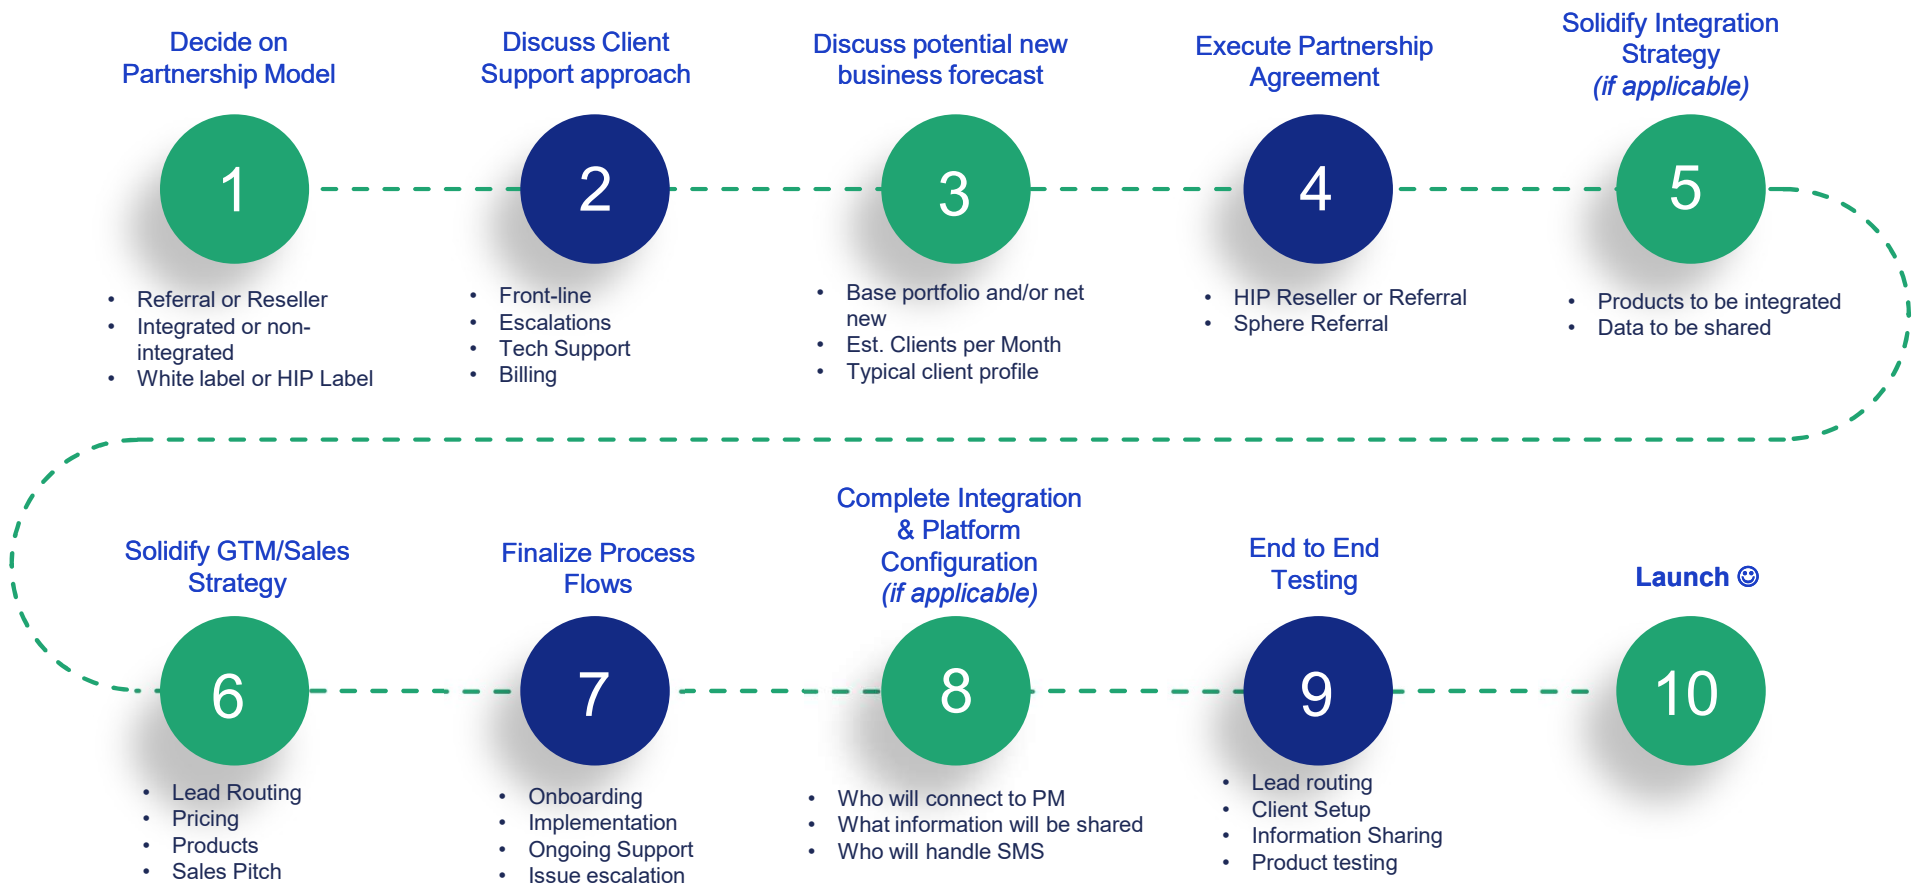 Decide on
Partnership Model
1
• Referral or Reseller
• Integrated or non-
integrated
• White label or HIP Label
Discuss Client
Support approach
2
• Front-line
• Escalations
• Tech Support
• Billing
Discuss potential new
business forecast
3
• Base portfolio and/or net
new
• Est. Clients per Month
• Typical client profile
Execute Partnership
Agreement
4
• HIP Reseller or Referral
• Sphere Referral
Solidify Integration
Strategy
(if applicable)
5
• Products to be integrated
• Data to be shared
Solidify GTM/Sales
Strategy
6
• Lead Routing
• Pricing
• Products
• Sales Pitch
Finalize Process
Flows
7
• Onboarding
• Implementation
• Ongoing Support
• Issue escalation
Complete Integration
& Platform
Configuration
(if applicable)
8
• Who will connect to PM
• What information will be shared
• Who will handle SMS
End to End
Testing
9
• Lead routing
• Client Setup
• Information Sharing
• Product testing
Launch ☺
10